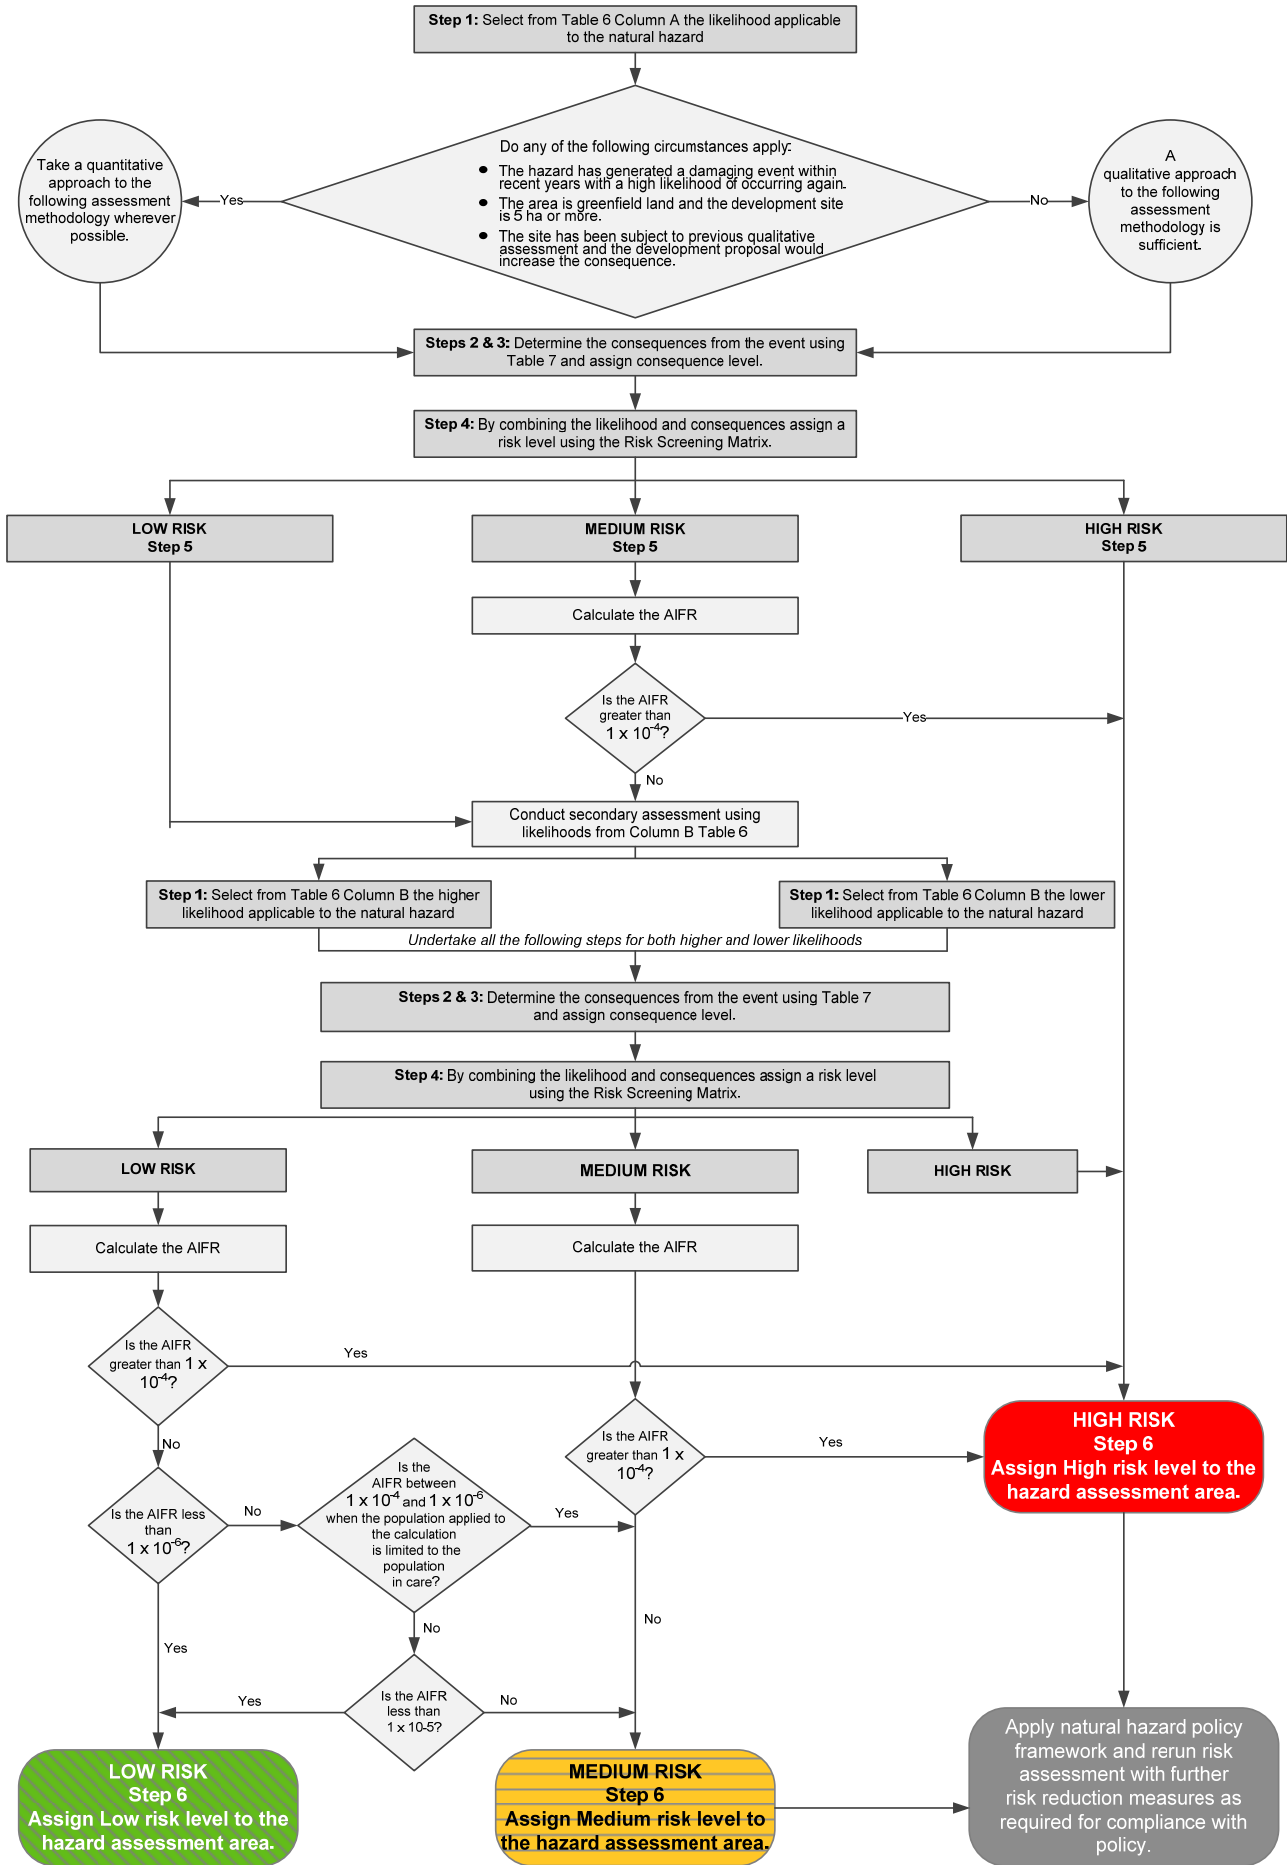 Step 1: Select from Table 6 Column A the likelihood applicable
to the natural hazard
Do any of the following circumstances apply:
● The hazard has generated a damaging event within
recent years with a high likelihood of occurring again.
● The area is greenfield land and the development site
is 5 ha or more.
● The site has been subject to previous qualitative
assessment and the development proposal would
increase the consequence.
Yes
No
Take a quantitative
approach to the
following assessment
methodology wherever
possible.
A
qualitative approach
to the following
assessment
methodology is
sufficient.
Steps 2 & 3: Determine the consequences from the event using
Table 7 and assign consequence level.
Step 4: By combining the likelihood and consequences assign a
risk level using the Risk Screening Matrix.
LOW RISK
Step 5
MEDIUM RISK
Step 5
HIGH RISK
Step 5
Calculate the AIFR
Is the AIFR
greater than
1 x 10⁻⁴?
Yes
No
Conduct secondary assessment using
likelihoods from Column B Table 6
Step 1: Select from Table 6 Column B the higher
likelihood applicable to the natural hazard
Step 1: Select from Table 6 Column B the lower
likelihood applicable to the natural hazard
Undertake all the following steps for both higher and lower likelihoods
Steps 2 & 3: Determine the consequences from the event using Table 7
and assign consequence level.
Step 4: By combining the likelihood and consequences assign a risk level
using the Risk Screening Matrix.
LOW RISK
MEDIUM RISK
HIGH RISK
Calculate the AIFR
Calculate the AIFR
Is the AIFR
greater than 1 x
10⁻⁴?
Yes
No
Is the AIFR
greater than 1 x
10⁻⁴?
Yes
No
HIGH RISK
Step 6
Assign High risk level to the
hazard assessment area.
Is the AIFR less
than
1 x 10⁻⁶?
No
Yes
Is the
AIFR between
1 x 10⁻⁴ and 1 x 10⁻⁶
when the population applied to
the calculation
is limited to the
population
in care?
Yes
No
Is the AIFR
less than
1 x 10-5?
Yes
No
LOW RISK
Step 6
Assign Low risk level to the
hazard assessment area.
MEDIUM RISK
Step 6
Assign Medium risk level to
the hazard assessment area.
Apply natural hazard policy
framework and rerun risk
assessment with further
risk reduction measures as
required for compliance with
policy.